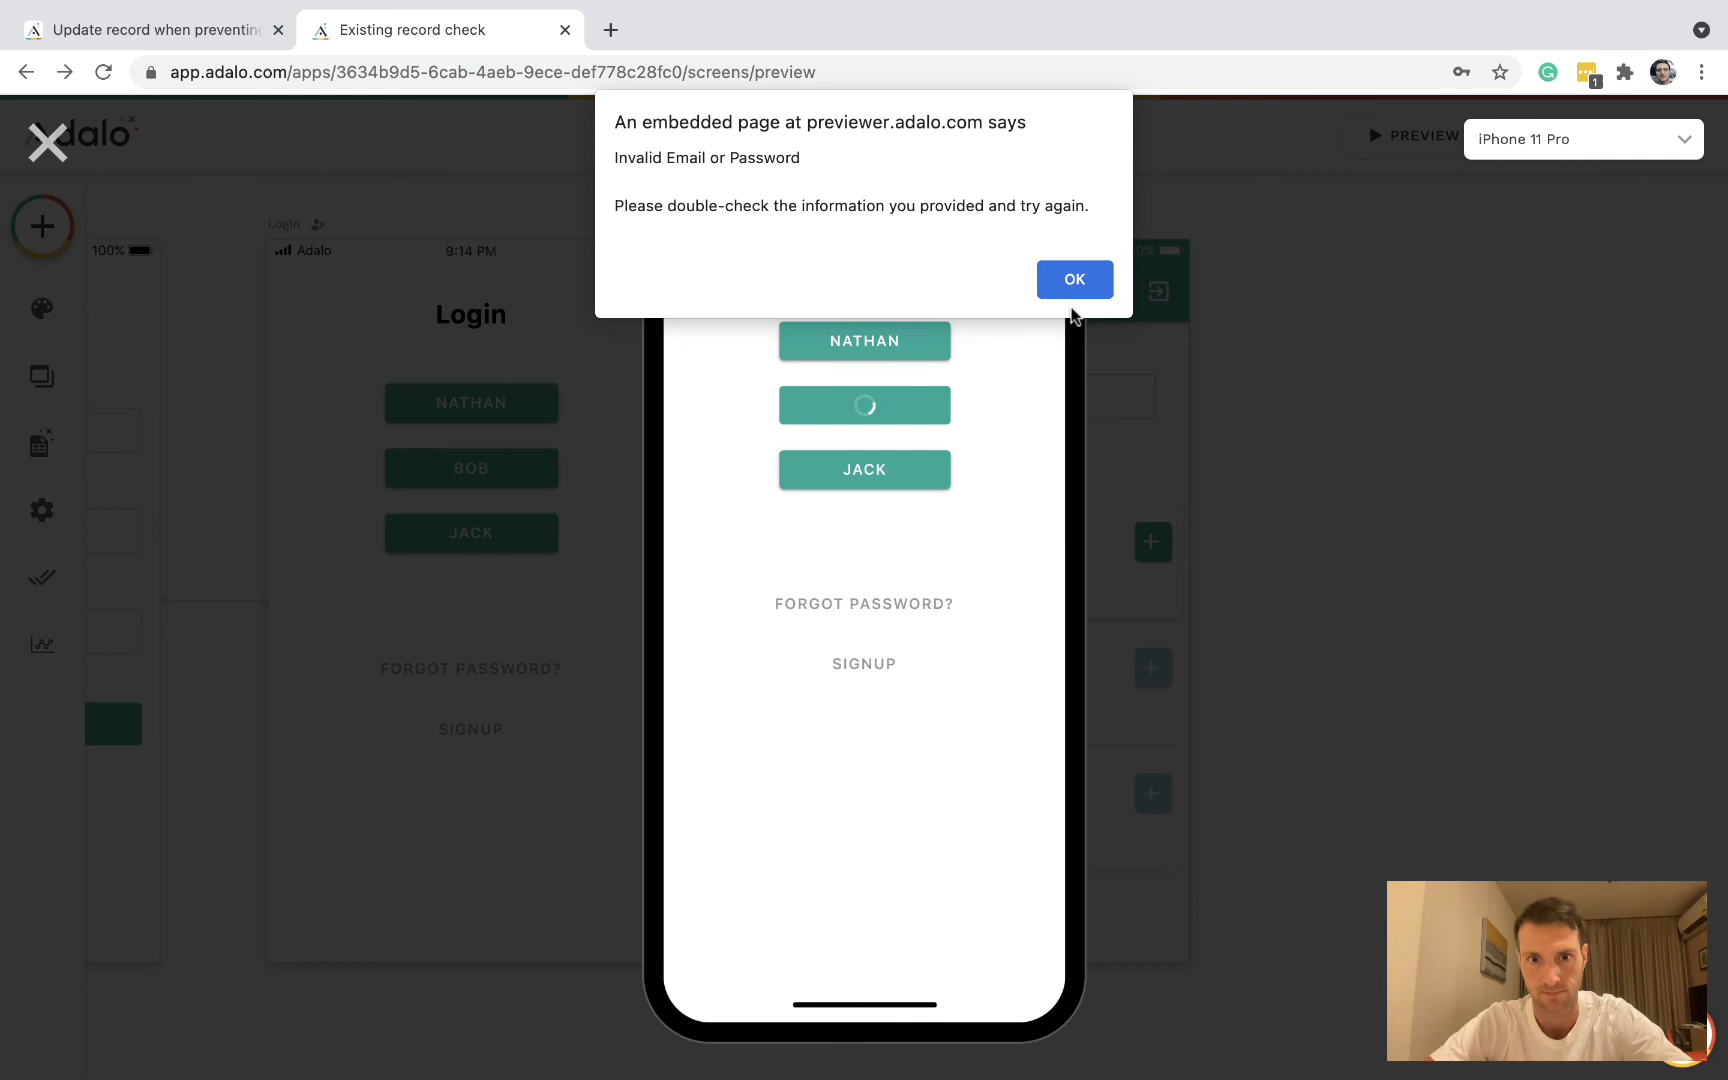 Update record when preventing
Existing record check
app.adalo.com/apps/3634b9d5-6cab-4aeb-9ece-def778c28fc0/screens/preview
1
An embedded page at previewer.adalo.com says
Invalid Email or Password
Please double-check the information you provided and try again.
OK
Adalo
PREVIEW
iPhone 11 Pro
Login
100%
Adalo
9:14 PM
0%
Login
NATHAN
BOB
JACK
FORGOT PASSWORD?
SIGNUP
NATHAN
JACK
FORGOT PASSWORD?
SIGNUP